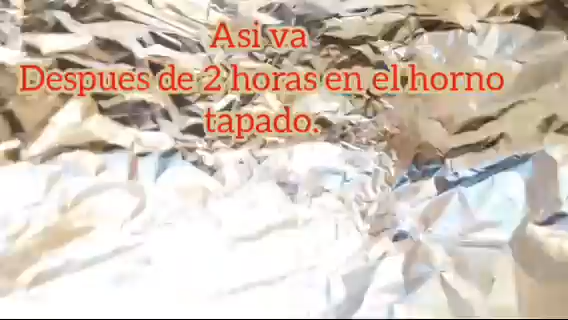 Asi va
Despues de 2 horas en el horno
tapado.